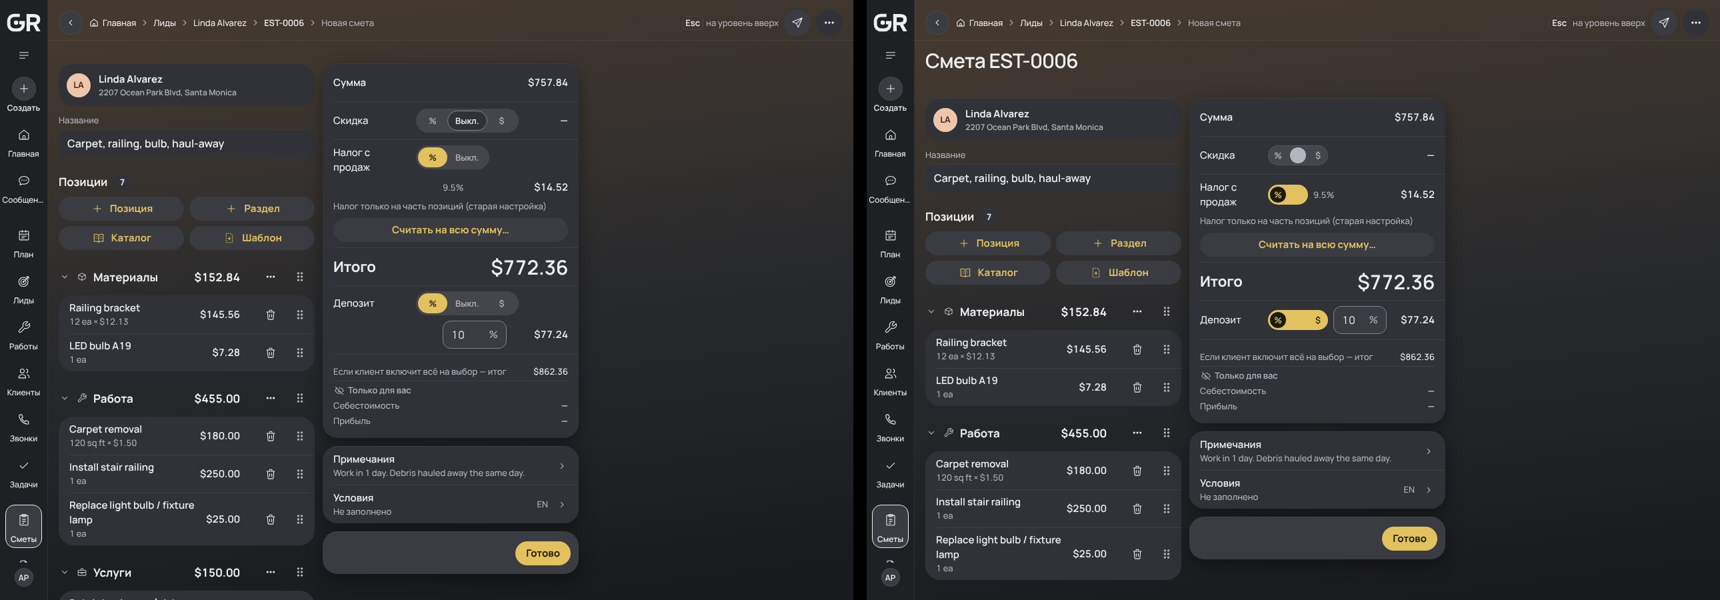 GR
Главная
Лиды
Linda Alvarez
EST-0006
Новая смета
Esc на уровень вверх
Создать
Главная
Сообщен...
План
Лиды
Работы
Клиенты
Звонки
Задачи
Сметы
AP
LA
Linda Alvarez
2207 Ocean Park Blvd, Santa Monica
Название
Carpet, railing, bulb, haul-away
Позиции 7
+ Позиция
+ Раздел
Каталог
Шаблон
Материалы $152.84
Railing bracket
12 ea × $12.13
$145.56
LED bulb A19
1 ea
$7.28
Работа $455.00
Carpet removal
120 sq ft × $1.50
$180.00
Install stair railing
1 ea
$250.00
Replace light bulb / fixture
lamp
1 ea
$25.00
Услуги $150.00
Сумма $757.84
Скидка % Выкл. $ –
Налог с
продаж
% Выкл.
9.5% $14.52
Налог только на часть позиций (старая настройка)
Считать на всю сумму...
Итого $772.36
Депозит % Выкл. $
10 % $77.24
Если клиент включит всё на выбор — итог $862.36
Только для вас
Себестоимость –
Прибыль –
Примечания
Work in 1 day. Debris hauled away the same day.
Условия
Не заполнено
EN
Готово
GR
Главная
Лиды
Linda Alvarez
EST-0006
Новая смета
Esc на уровень вверх
Создать
Главная
Сообщен...
План
Лиды
Работы
Клиенты
Звонки
Задачи
Сметы
AP
Смета EST-0006
LA
Linda Alvarez
2207 Ocean Park Blvd, Santa Monica
Название
Carpet, railing, bulb, haul-away
Позиции 7
+ Позиция
+ Раздел
Каталог
Шаблон
Материалы $152.84
Railing bracket
12 ea × $12.13
$145.56
LED bulb A19
1 ea
$7.28
Работа $455.00
Carpet removal
120 sq ft × $1.50
$180.00
Install stair railing
1 ea
$250.00
Replace light bulb / fixture
lamp
1 ea
$25.00
Сумма $757.84
Скидка % $ –
Налог с
продаж
% 9.5% $14.52
Налог только на часть позиций (старая настройка)
Считать на всю сумму...
Итого $772.36
Депозит % $ 10 % $77.24
Если клиент включит всё на выбор — итог $862.36
Только для вас
Себестоимость –
Прибыль –
Примечания
Work in 1 day. Debris hauled away the same day.
Условия
Не заполнено
EN
Готово